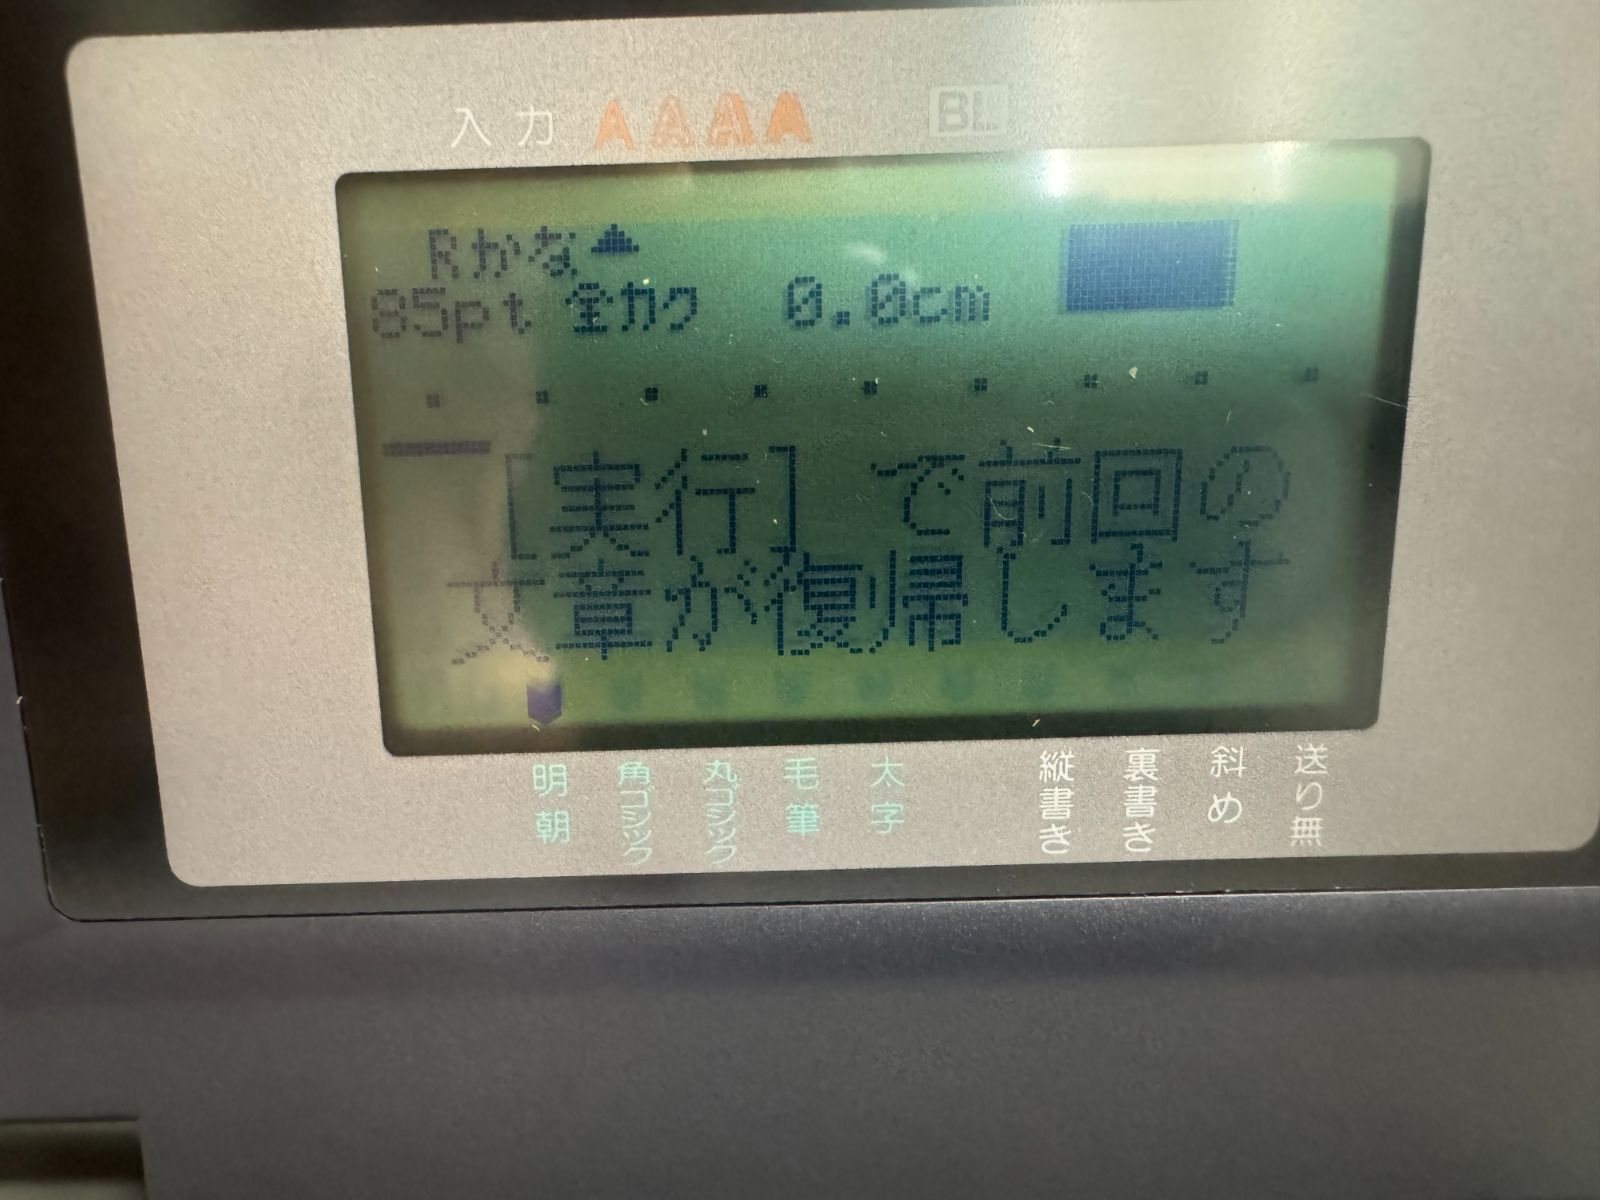 入力 AAAA BL
Rかな▲
85pt 全カク 0.0cm
[実行]で前回の
文章が復帰します
明朝 角ゴシック 丸ゴシック 毛筆 太字 縦書き 裏書き 斜め 送り無